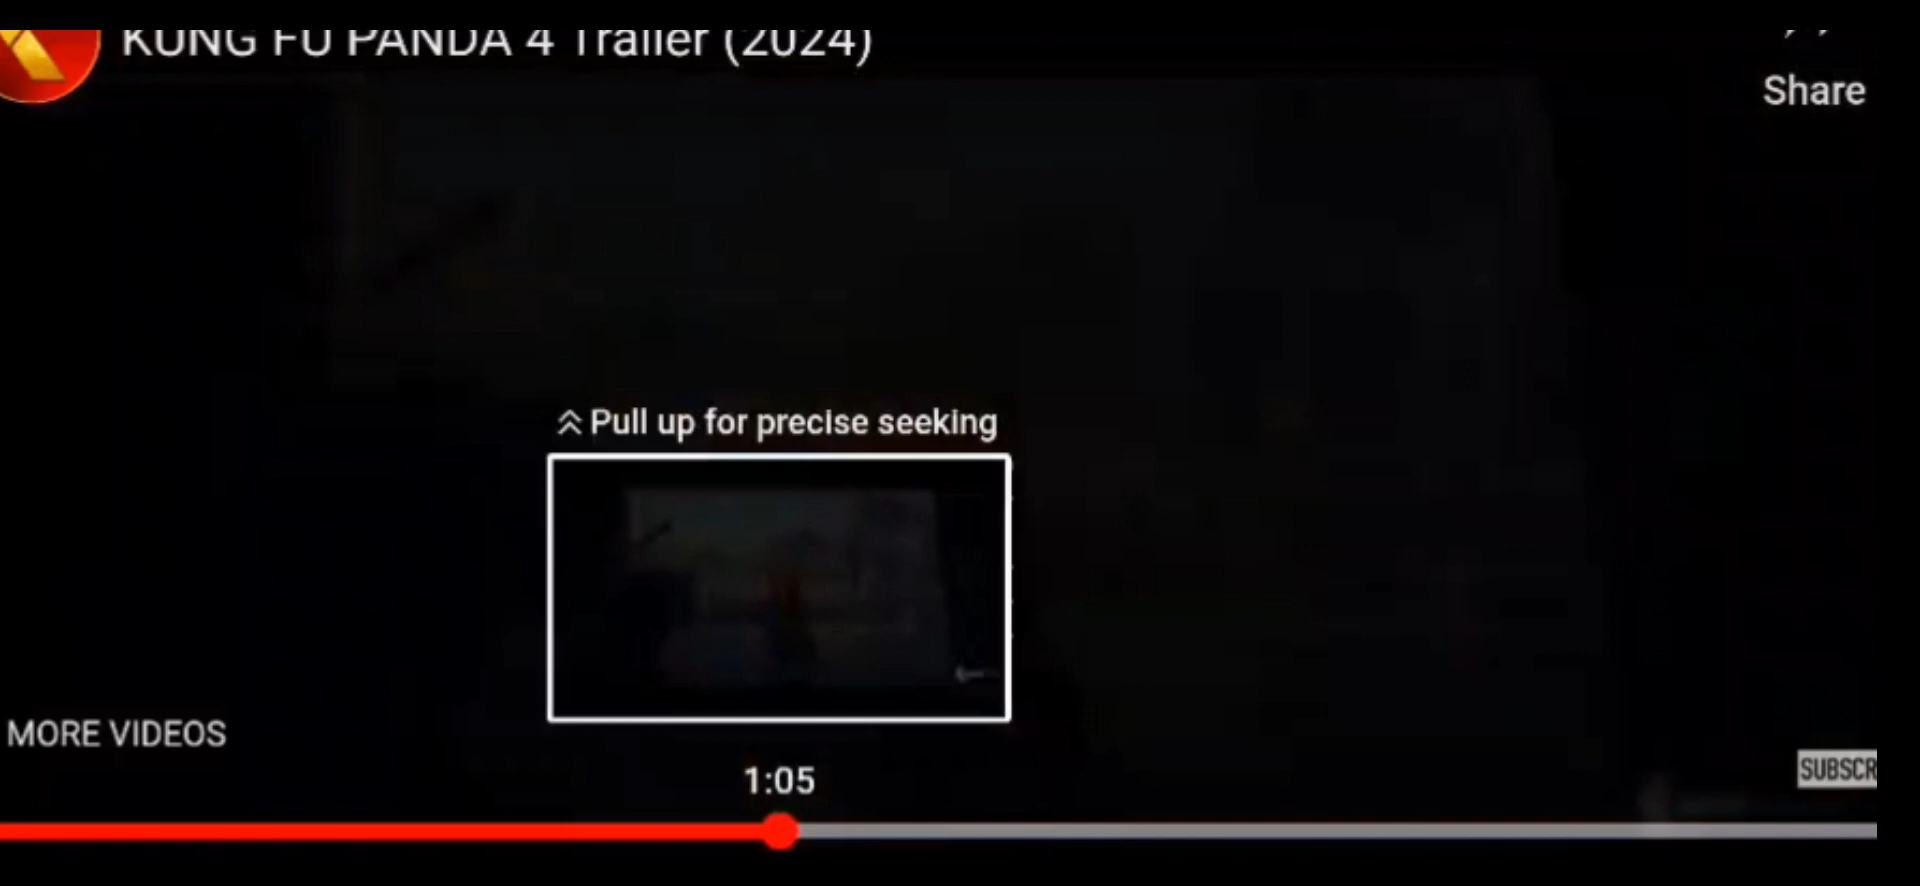 KUNG FU PANDA 4 Trailer (2024)
Share
Pull up for precise seeking
MORE VIDEOS
1:05
SUBSCR